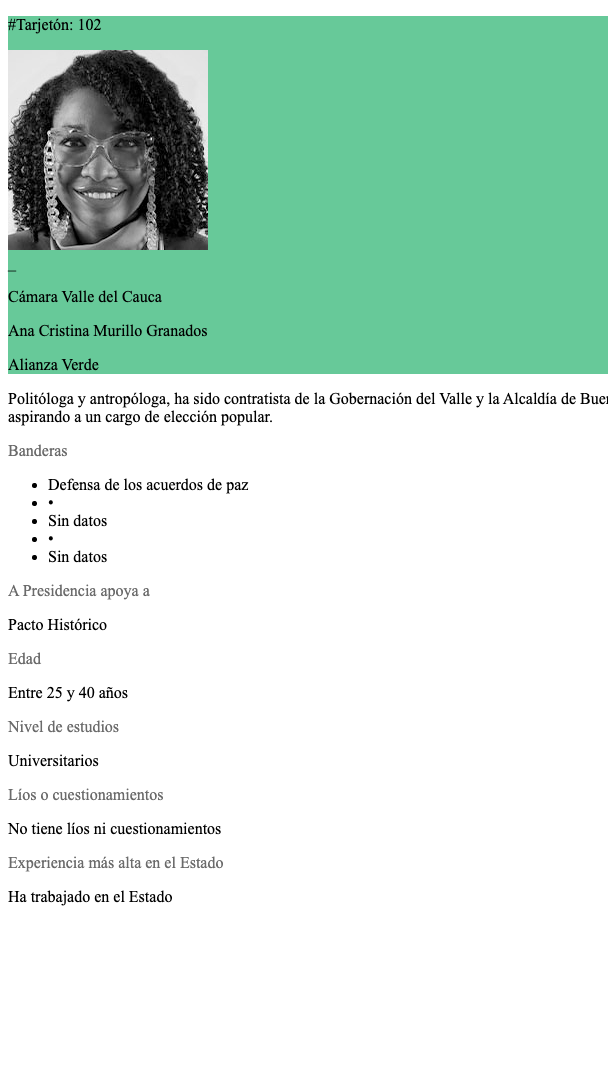 #Tarjetón: 102
_
Cámara Valle del Cauca
Ana Cristina Murillo Granados
Alianza Verde
Politóloga y antropóloga, ha sido contratista de la Gobernación del Valle y la Alcaldía de
aspirando a un cargo de elección popular.
Banderas
• Defensa de los acuerdos de paz
• •
• Sin datos
• •
• Sin datos
A Presidencia apoya a
Pacto Histórico
Edad
Entre 25 y 40 años
Nivel de estudios
Universitarios
Líos o cuestionamientos
No tiene líos ni cuestionamientos
Experiencia más alta en el Estado
Ha trabajado en el Estado